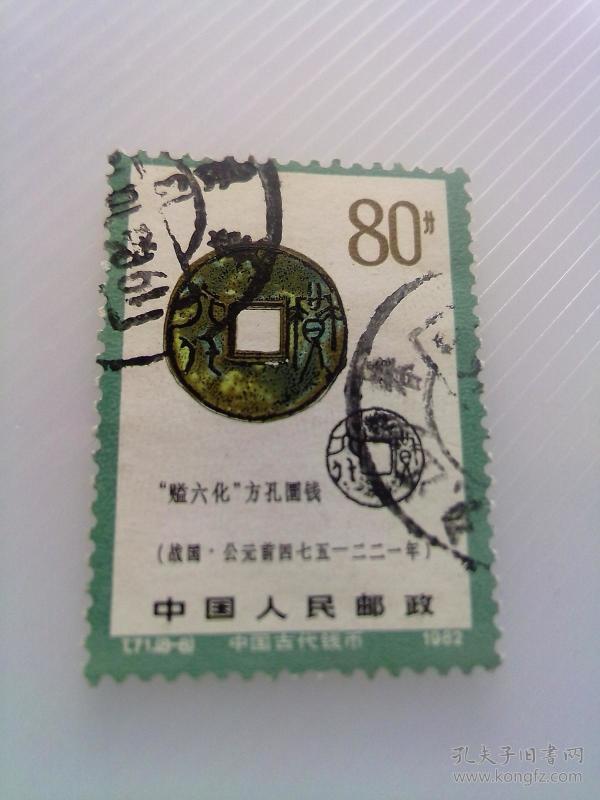 80分
“賹六化”方孔圜钱
(战国·公元前四七五—二二一年)
中国人民邮政
T.71.(8-8) 中国古代钱币 1982
孔夫子旧书网
www.kongfz.com